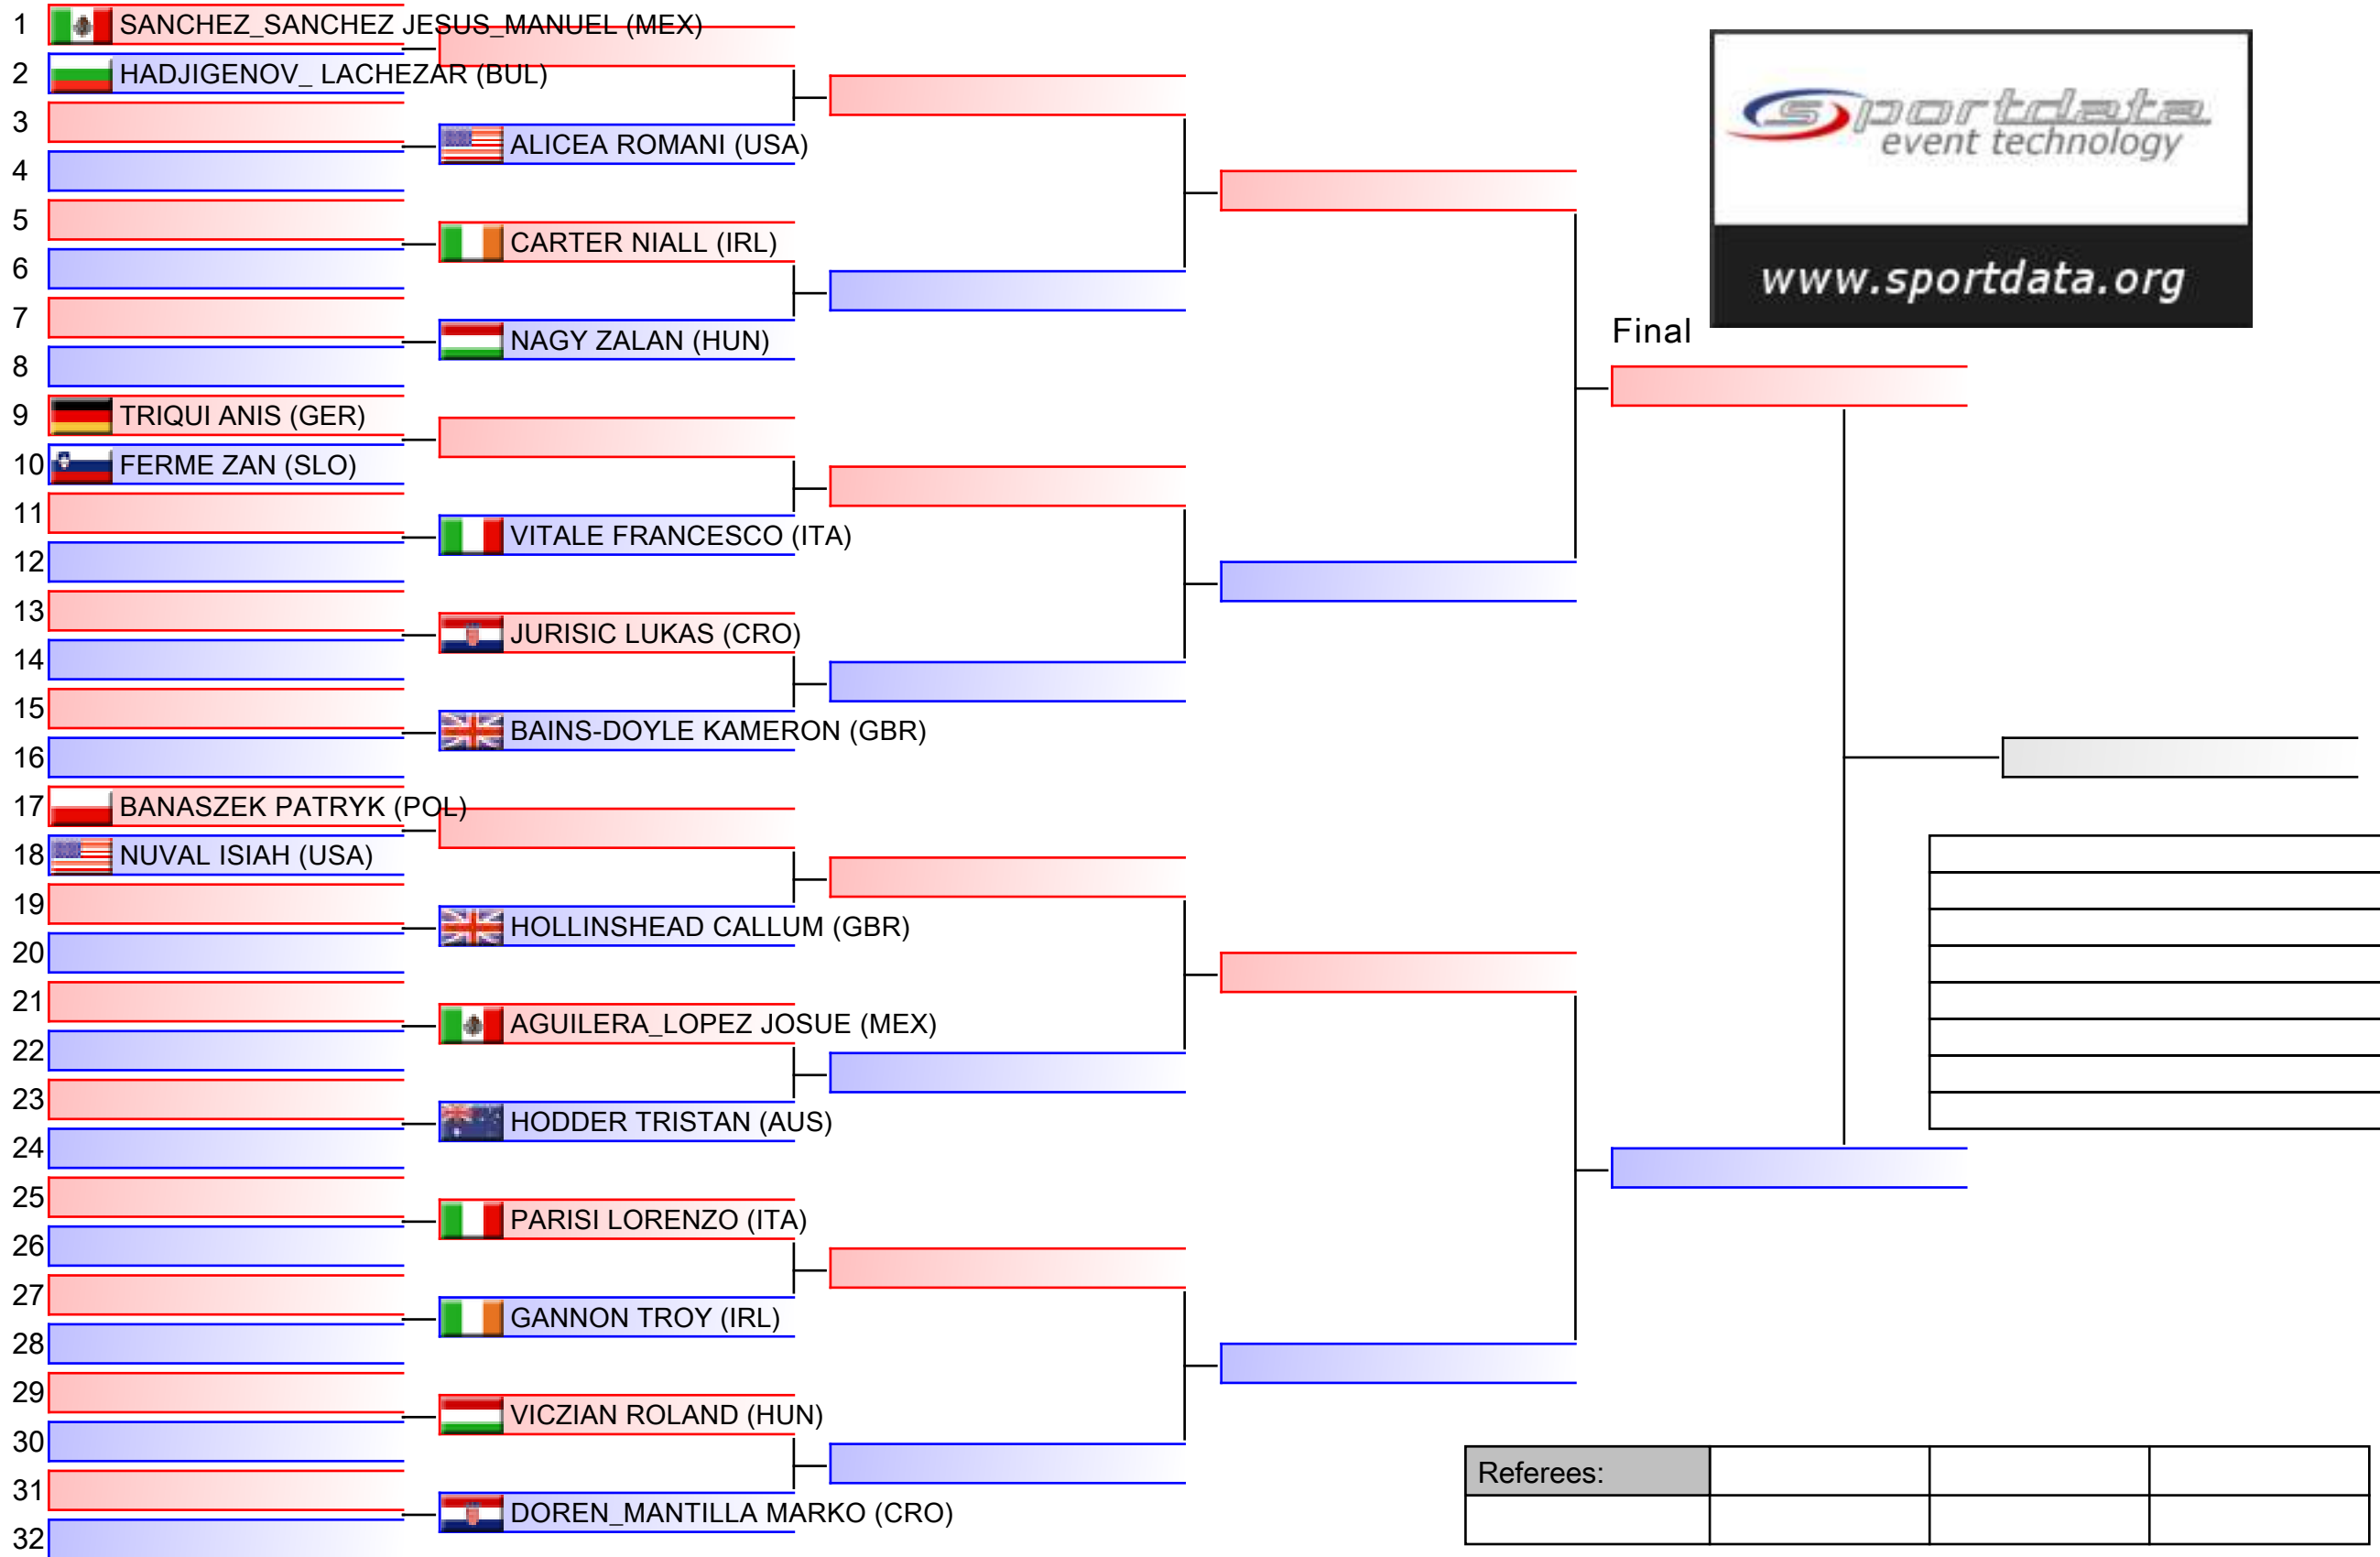 1 SANCHEZ_SANCHEZ JESUS_MANUEL (MEX)
2 HADJIGENOV_ LACHEZAR (BUL)
3
ALICEA ROMANI (USA)
4
5
CARTER NIALL (IRL)
6
7
NAGY ZALAN (HUN)
8
9 TRIQUI ANIS (GER)
10 FERME ZAN (SLO)
11
VITALE FRANCESCO (ITA)
12
13
JURISIC LUKAS (CRO)
14
15
BAINS-DOYLE KAMERON (GBR)
16
17 BANASZEK PATRYK (POL)
18 NUVAL ISIAH (USA)
19
HOLLINSHEAD CALLUM (GBR)
20
21
AGUILERA_LOPEZ JOSUE (MEX)
22
23
HODDER TRISTAN (AUS)
24
25
PARISI LORENZO (ITA)
26
27
GANNON TROY (IRL)
28
29
VICZIAN ROLAND (HUN)
30
31
DOREN_MANTILLA MARKO (CRO)
32
sportdata
event technology
www.sportdata.org
Final
Referees: